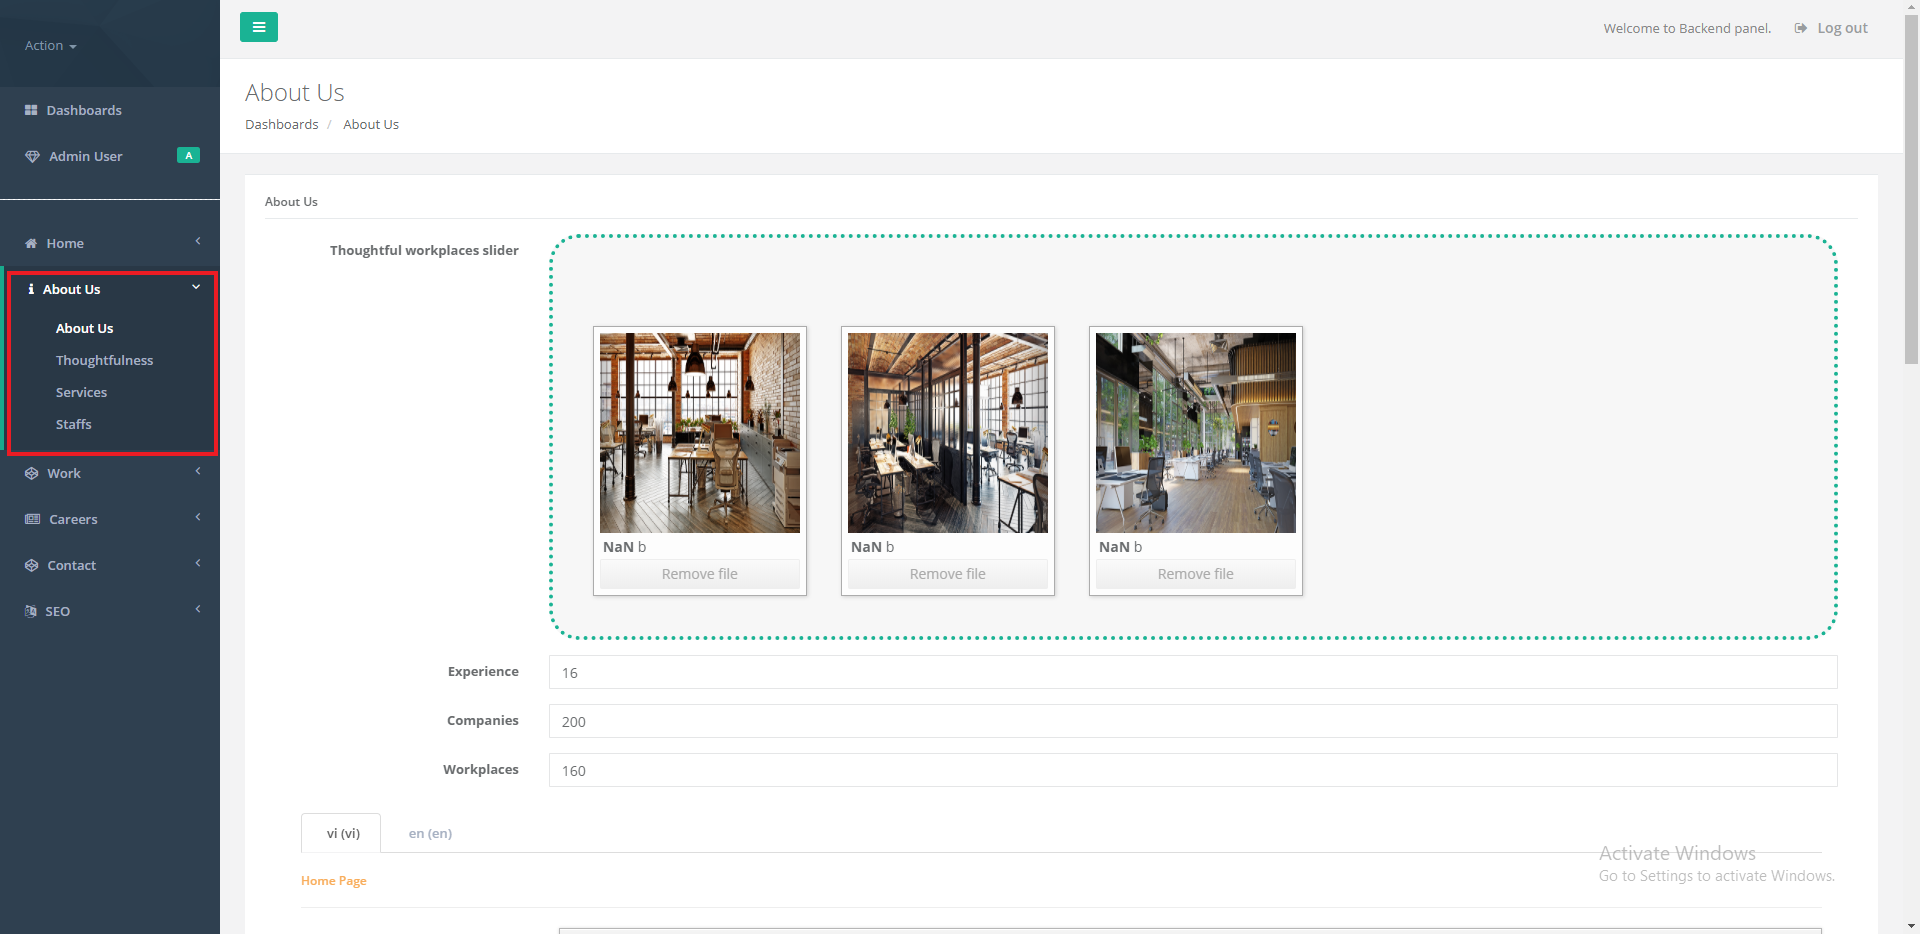 Action
Dashboards
Admin User
A
Home
About Us
About Us
Thoughtfulness
Services
Staffs
Work
Careers
Contact
SEO
Welcome to Backend panel.
Log out
About Us
Dashboards / About Us
About Us
Thoughtful workplaces slider
NaN b
Remove file
NaN b
Remove file
NaN b
Remove file
Experience
16
Companies
200
Workplaces
160
vi (vi)
en (en)
Home Page
Activate Windows
Go to Settings to activate Windows.